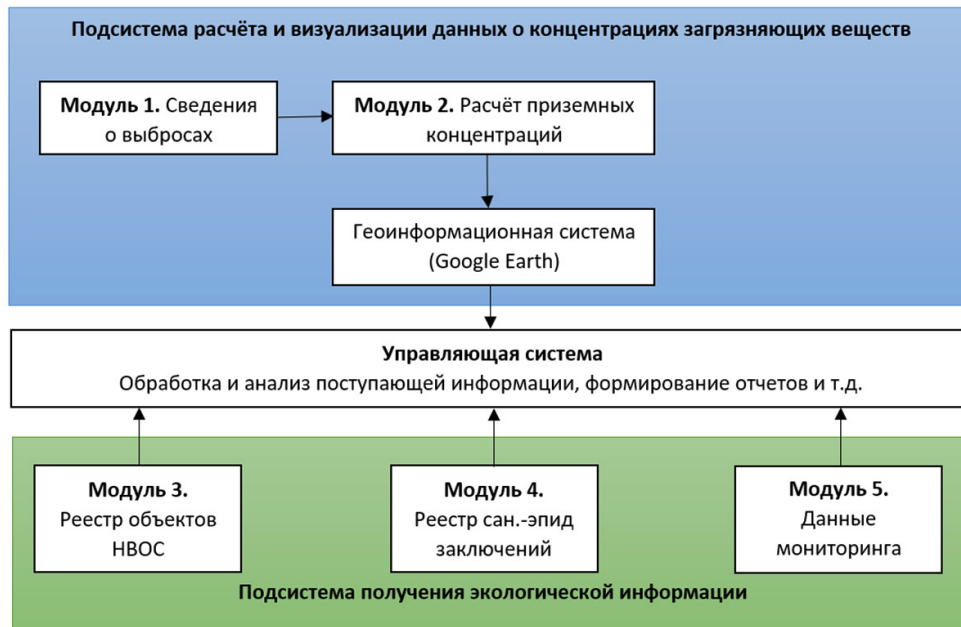 Подсистема расчёта и визуализации данных о концентрациях загрязняющих веществ
Модуль 1. Сведения
о выбросах
Модуль 2. Расчёт приземных
концентраций
Геоинформационная система
(Google Earth)
Управляющая система
Обработка и анализ поступающей информации, формирование отчетов и т.д.
Модуль 3.
Реестр объектов
НВОС
Модуль 4.
Реестр сан.-эпид
заключений
Модуль 5.
Данные
мониторинга
Подсистема получения экологической информации